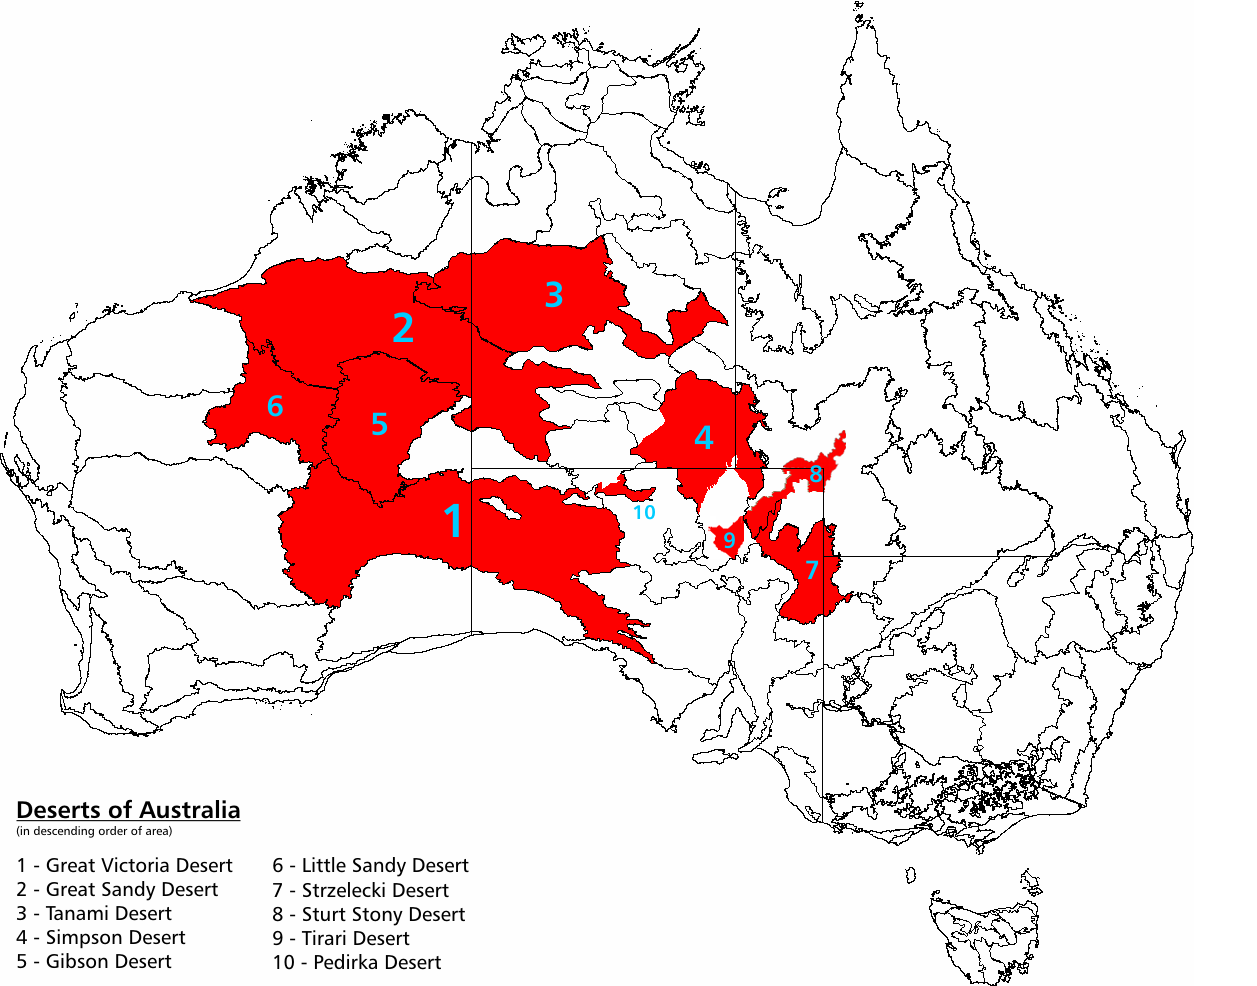 3
2
6
5
4
8
1
10
9
7
Deserts of Australia
(in descending order of area)
1 - Great Victoria Desert
2 - Great Sandy Desert
3 - Tanami Desert
4 - Simpson Desert
5 - Gibson Desert
6 - Little Sandy Desert
7 - Strzelecki Desert
8 - Sturt Stony Desert
9 - Tirari Desert
10 - Pedirka Desert